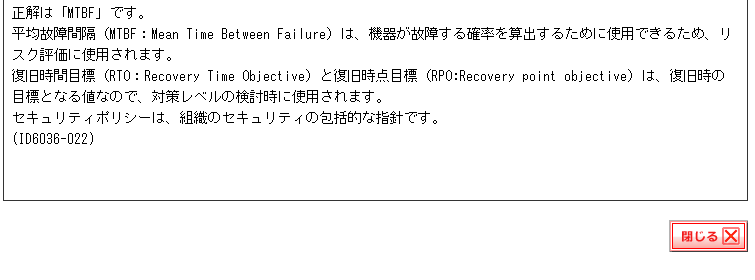 正解は「MTBF」です。
平均故障間隔（MTBF：Mean Time Between Failure）は、機器が故障する確率を算出するために使用できるため、リ
スク評価に使用されます。
復旧時間目標（RTO：Recovery Time Objective）と復旧時点目標（RPO:Recovery point objective）は、復旧時の
目標となる値なので、対策レベルの検討時に使用されます。
セキュリティポリシーは、組織のセキュリティの包括的な指針です。
(ID6036-022)
閉じる